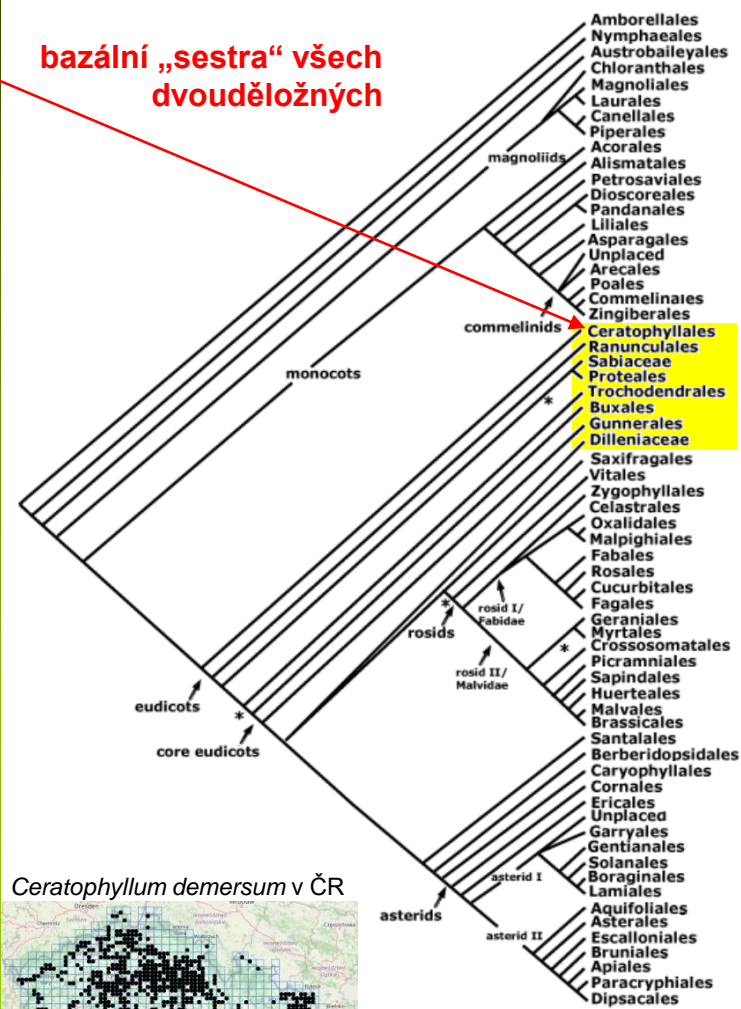 bazální „sestra“ všech
dvouděložných
Amborellales
Nymphaeales
Austrobaileyales
Chloranthales
Magnoliales
Laurales
Canellales
Piperales
magnoliids
Acorales
Alismatales
Petrosaviales
Dioscoreales
Pandanales
Liliales
Asparagales
Unplaced
Arecales
Poales
Commelinales
Zingiberales
commelinids
monocots
Ceratophyllales
Ranunculales
Sabiaceae
Proteales
Trochodendrales
*
Buxales
Gunnerales
Dilleniaceae
Saxifragales
Vitales
Zygophyllales
Celastrales
Oxalidales
Malpighiales
Fabales
Rosales
Cucurbitales
Fagales
rosid I/
Fabidae
*
rosids
Geraniales
Myrtales
*
Crossosomatales
Picramniales
Sapindales
Huerteales
Malvales
Brassicales
rosid II/
Malvidae
eudicots
*
core eudicots
Santalales
Berberidopsidales
Caryophyllales
Cornales
Ericales
Unplaced
Garryales
Gentianales
Solanales
Boraginales
Lamiales
asterid I
asterids
asterid II
Aquifoliales
Asterales
Escalloniales
Bruniales
Apiales
Paracryphiales
Dipsacales
Ceratophyllum demersum v ČR
Dresden
Chemnitz